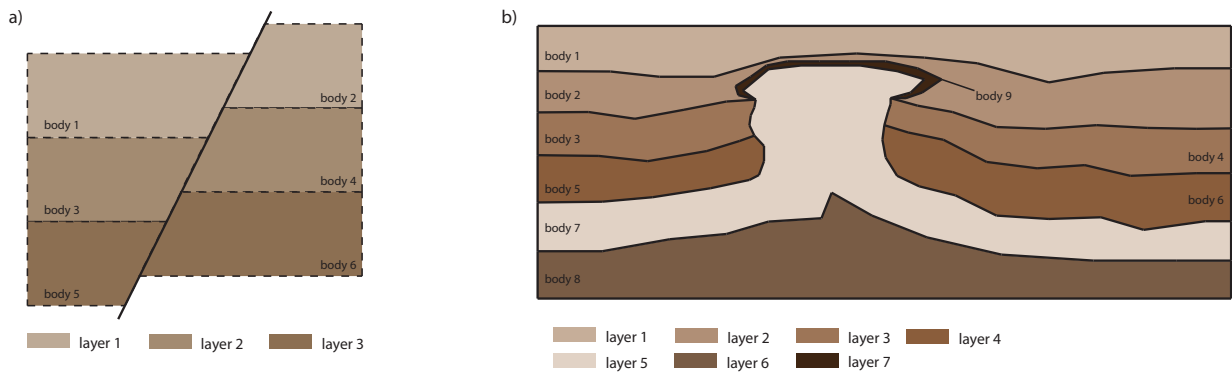 a)
body 1
body 2
body 3
body 4
body 5
body 6
layer 1
layer 2
layer 3
b)
body 1
body 2
body 9
body 3
body 4
body 5
body 6
body 7
body 8
layer 1
layer 2
layer 3
layer 4
layer 5
layer 6
layer 7